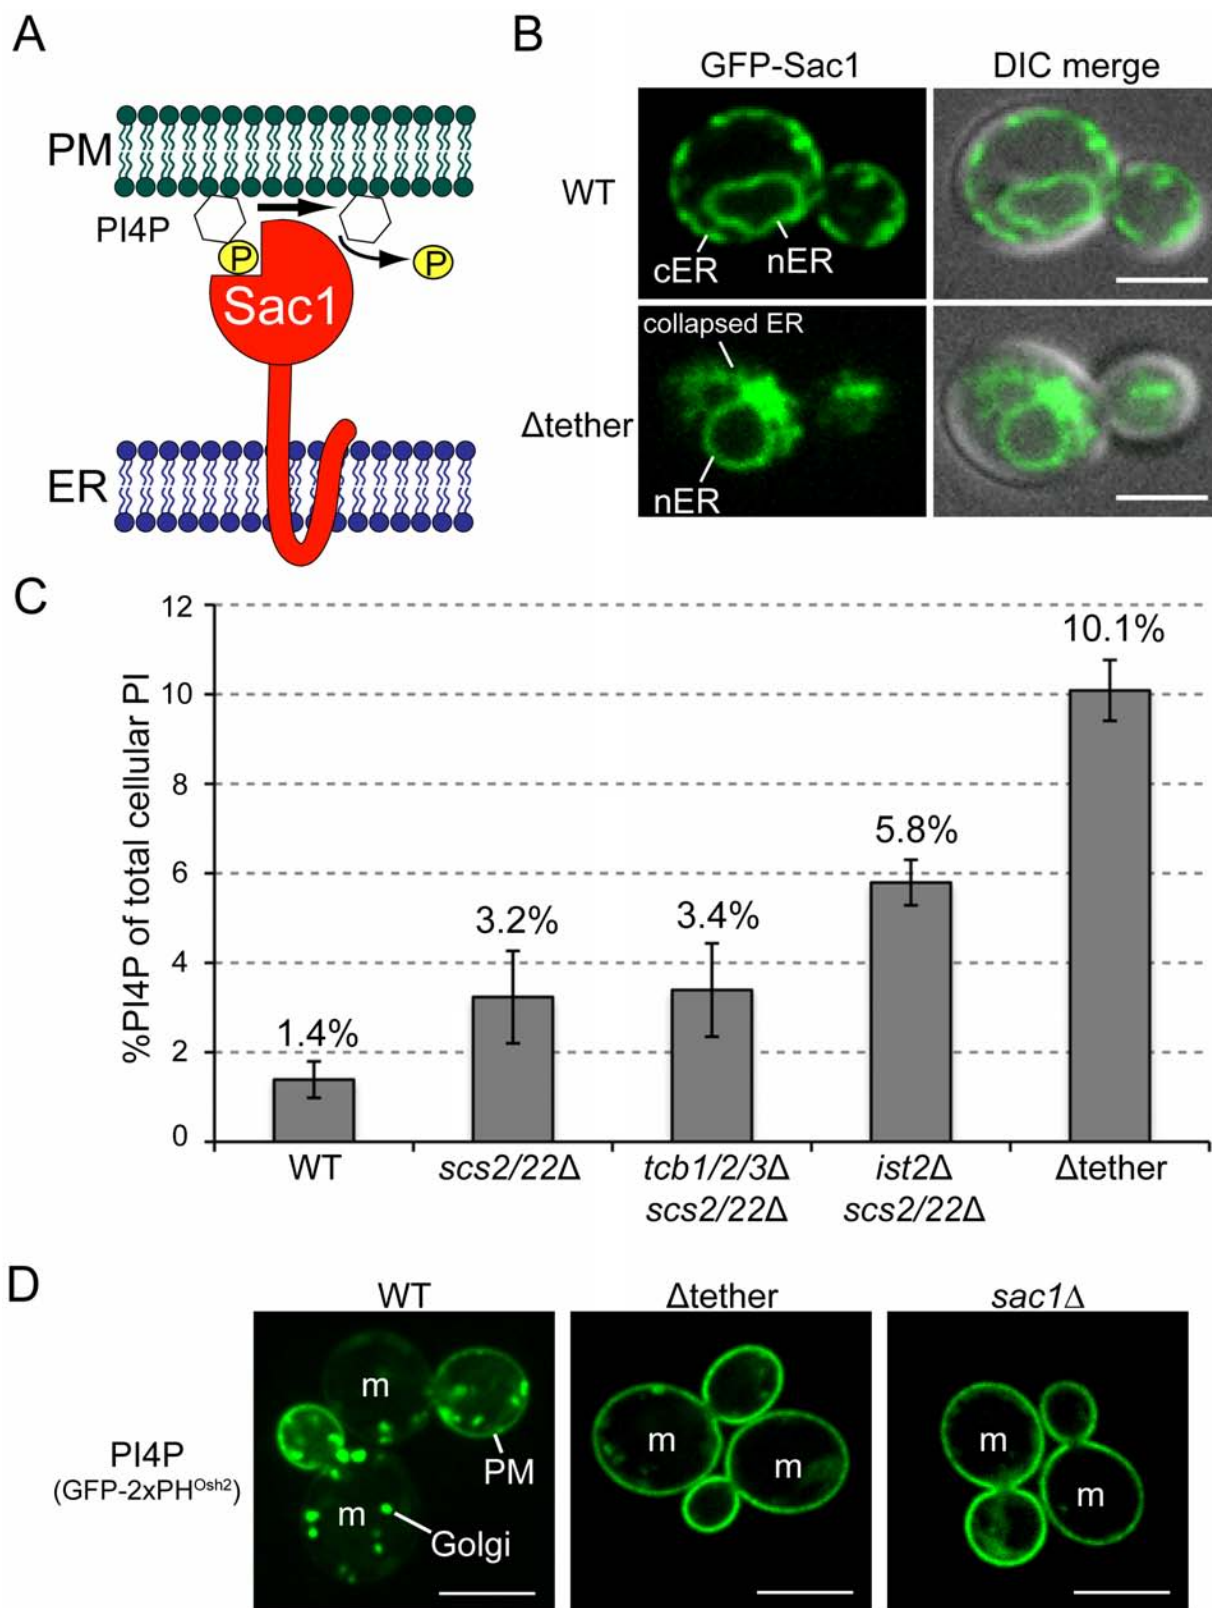 A
PM
PI4P
P
P
Sac1
ER
B
GFP-Sac1
DIC merge
WT
cER
nER
collapsed ER
Δtether
nER
C
%PI4P of total cellular PI
12
10
8
6
4
2
0
1.4%
3.2%
3.4%
5.8%
10.1%
WT
scs2/22Δ
tcb1/2/3Δ
scs2/22Δ
ist2Δ
scs2/22Δ
Δtether
D
WT
Δtether
sac1Δ
PI4P
(GFP-2xPH^Osh2)
m
m
PM
Golgi
m
m
m
m